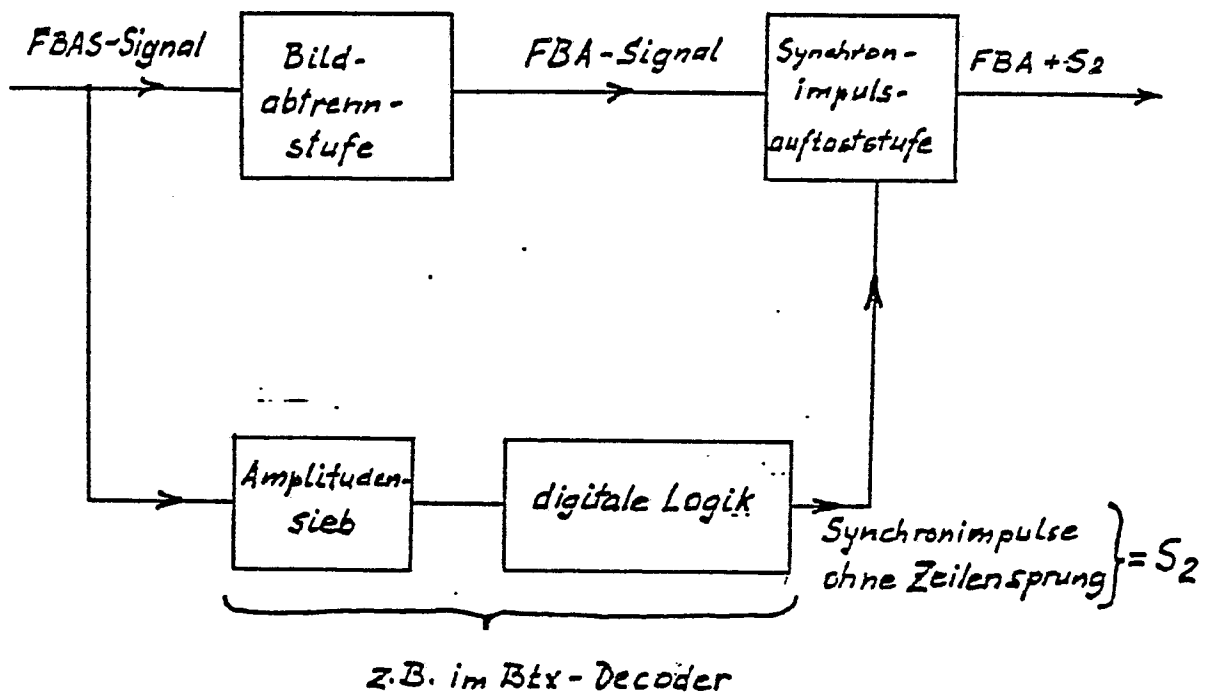 FBAS-Signal
Bild-
abtrenn-
stufe
FBA-Signal
Synchron-
impuls-
auftaststufe
FBA + S2
Amplituden-
sieb
digitale Logik
Synchronimpulse
ohne Zeilensprung
= S2
z.B. im Btx-Decoder